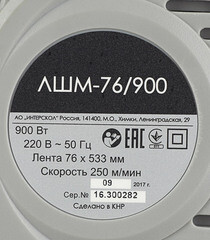 ЛШМ-76/900
АО „ИНТЕРСКОЛ" Россия, 141400, М.О., Химки, Ленинградская, 29
900 Вт
220 В ~ 50 Гц
EAC
Лента 76 x 533 мм
Скорость 250 м/мин
09 2017 г.
Сер.№ 16.300282
Сделано в КНР